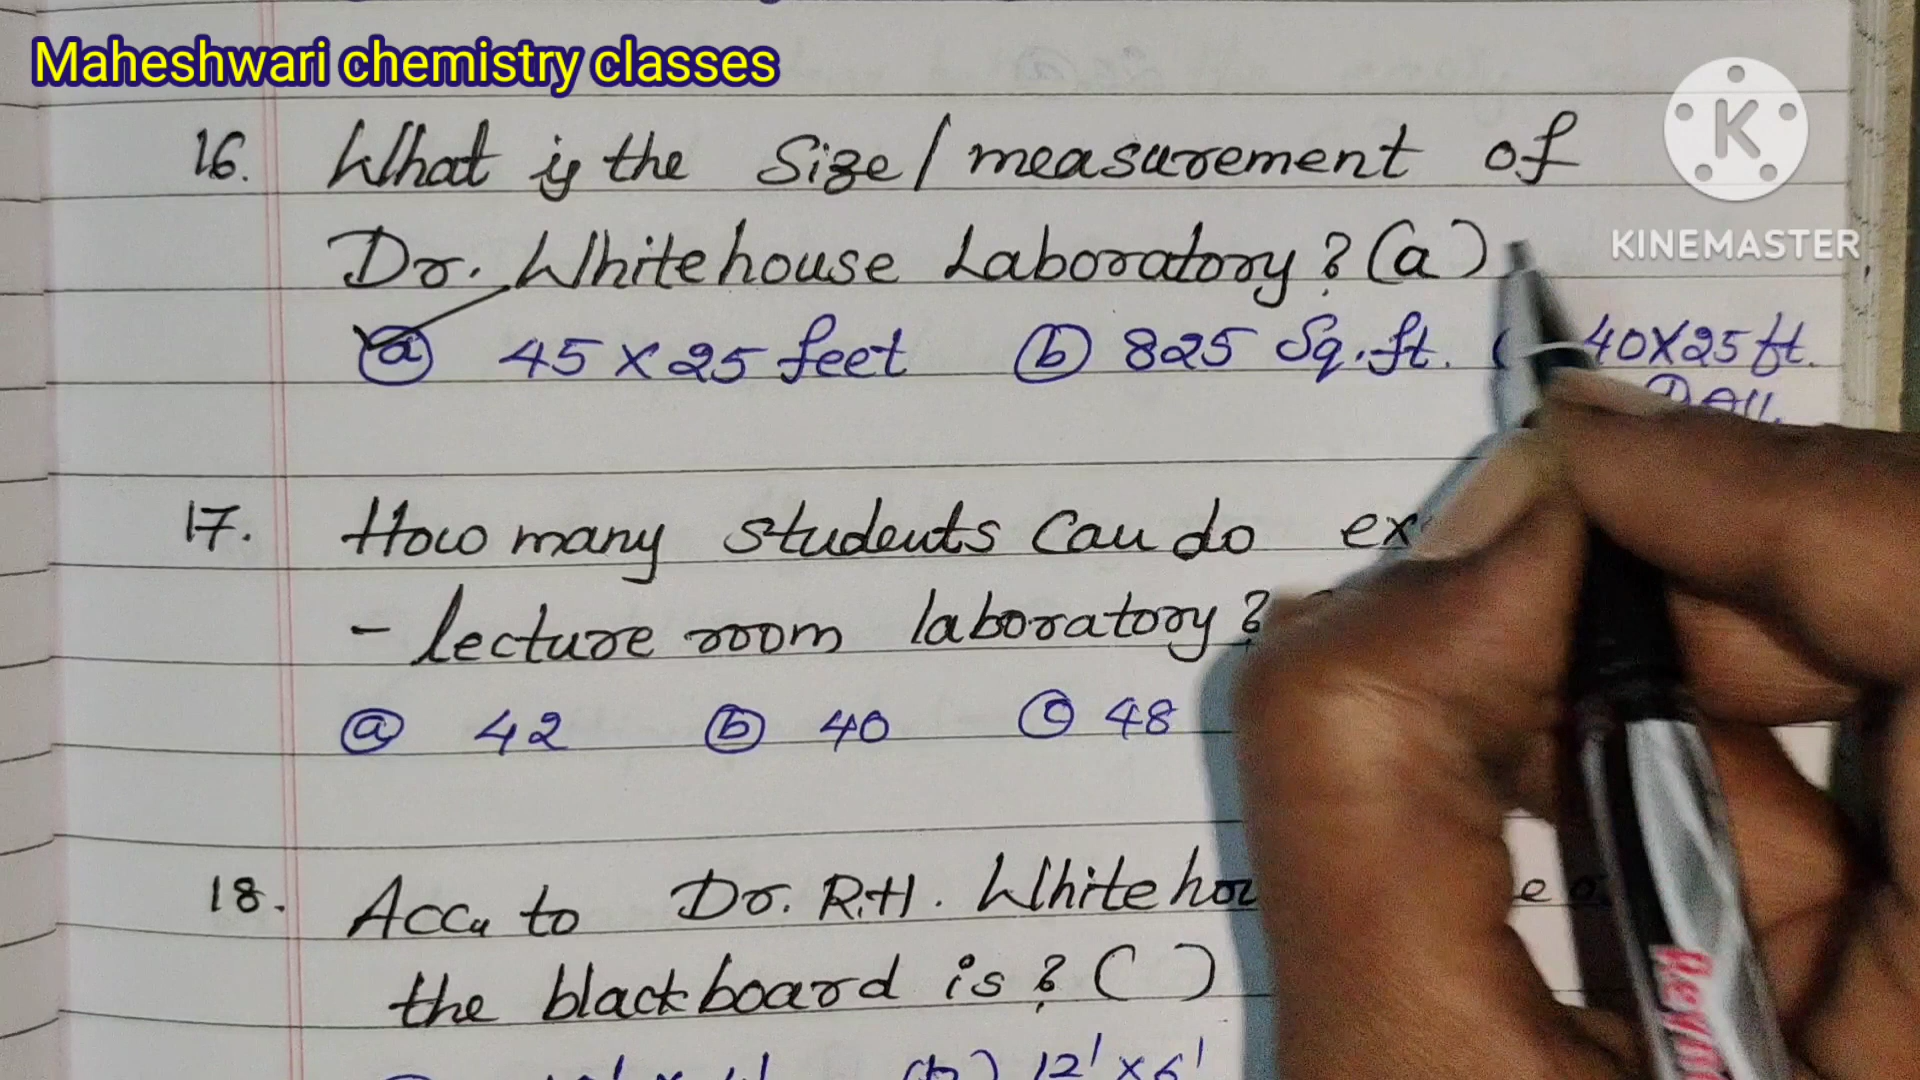 Maheshwari chemistry classes
K
KINEMASTER
16. What is the Size/measurement of
Dr. Whitehouse Laboratory? (a)
(a) 45 x 25 feet (b) 825 Sq.ft. 40X25 ft.
All.
17. How many students can do
- lecture room laboratory?
(a) 42 (b) 40 (c) 48
18. Accu to Dr. R.H.
the blackboard is? ( )
(b) 12' x 6'